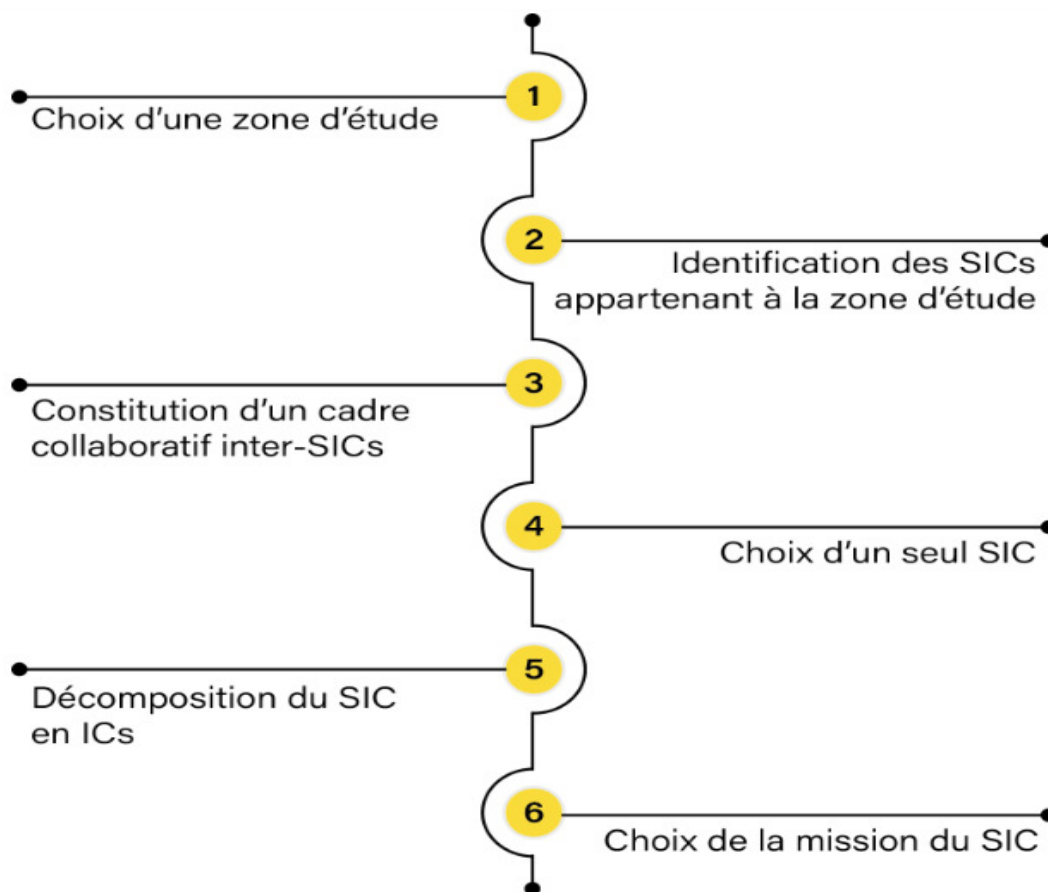 1
Choix d'une zone d'étude
2
Identification des SICs
appartenant à la zone d'étude
3
Constitution d'un cadre
collaboratif inter-SICs
4
Choix d'un seul SIC
5
Décomposition du SIC
en ICs
6
Choix de la mission du SIC